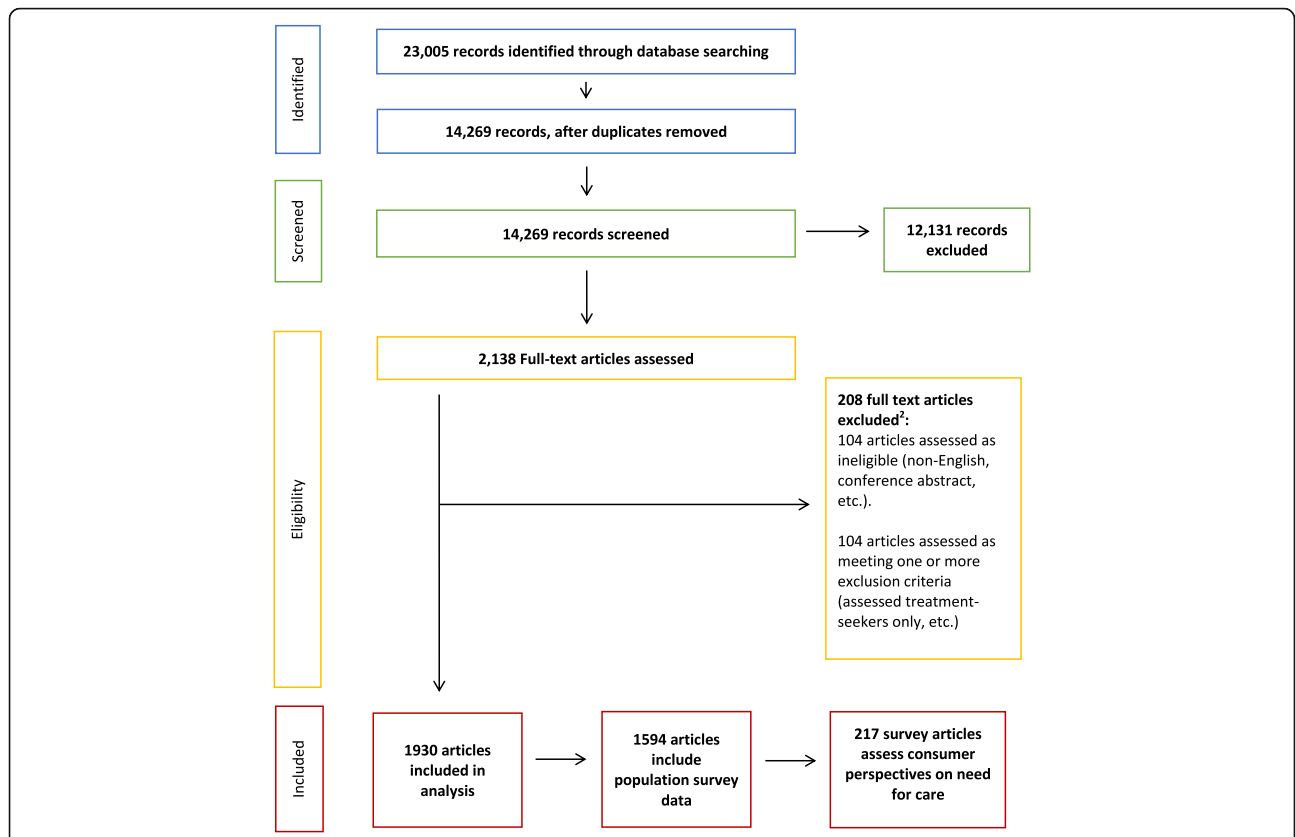 Identified
23,005 records identified through database searching
14,269 records, after duplicates removed
Screened
14,269 records screened
12,131 records
excluded
Eligibility
2,138 Full-text articles assessed
208 full text articles
excluded²:
104 articles assessed as
ineligible (non-English,
conference abstract,
etc.).
104 articles assessed as
meeting one or more
exclusion criteria
(assessed treatment-
seekers only, etc.)
Included
1930 articles
included in
analysis
1594 articles
include
population survey
data
217 survey articles
assess consumer
perspectives on need
for care